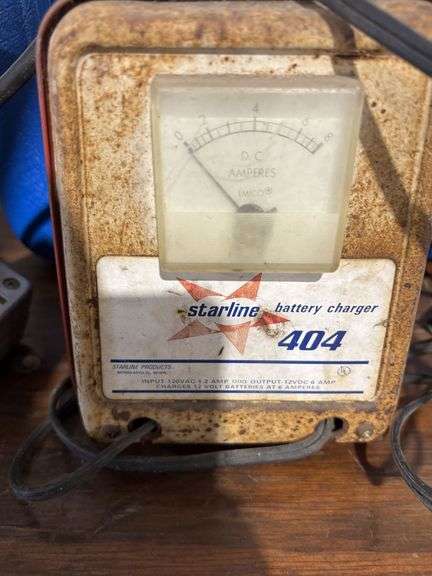 0 2 4 6 8
D C
AMPERES
EMICO®
starline battery charger
404
STARLINE PRODUCTS
UL
INPUT 120VAC 1.2 AMP OUTPUT-12VDC 6 AMP
CHARGES 12 VOLT BATTERIES AT 6 AMPERES